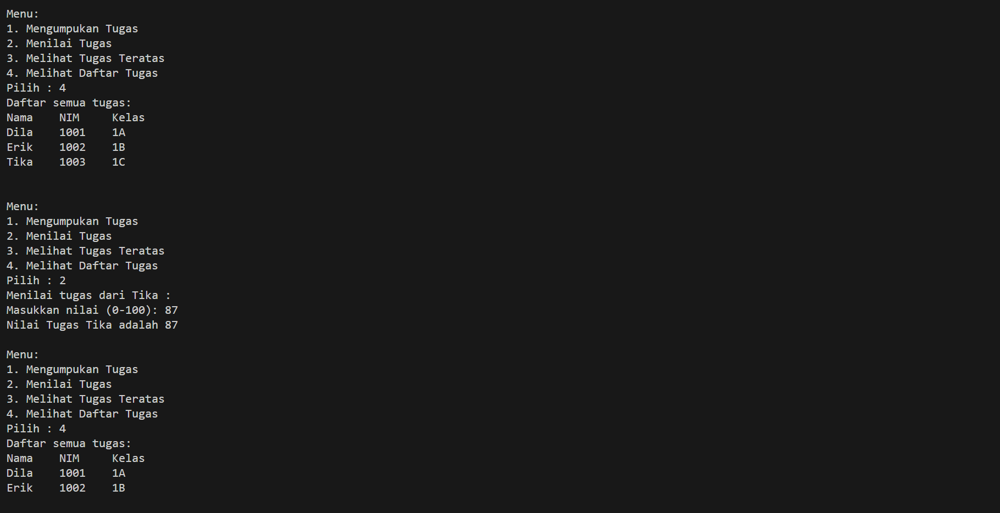 Menu:
1. Mengumpukan Tugas
2. Menilai Tugas
3. Melihat Tugas Teratas
4. Melihat Daftar Tugas
Pilih : 4
Daftar semua tugas:
Nama    NIM     Kelas
Dila    1001    1A
Erik    1002    1B
Tika    1003    1C
Menu:
1. Mengumpukan Tugas
2. Menilai Tugas
3. Melihat Tugas Teratas
4. Melihat Daftar Tugas
Pilih : 2
Menilai tugas dari Tika :
Masukkan nilai (0-100): 87
Nilai Tugas Tika adalah 87
Menu:
1. Mengumpukan Tugas
2. Menilai Tugas
3. Melihat Tugas Teratas
4. Melihat Daftar Tugas
Pilih : 4
Daftar semua tugas:
Nama    NIM     Kelas
Dila    1001    1A
Erik    1002    1B